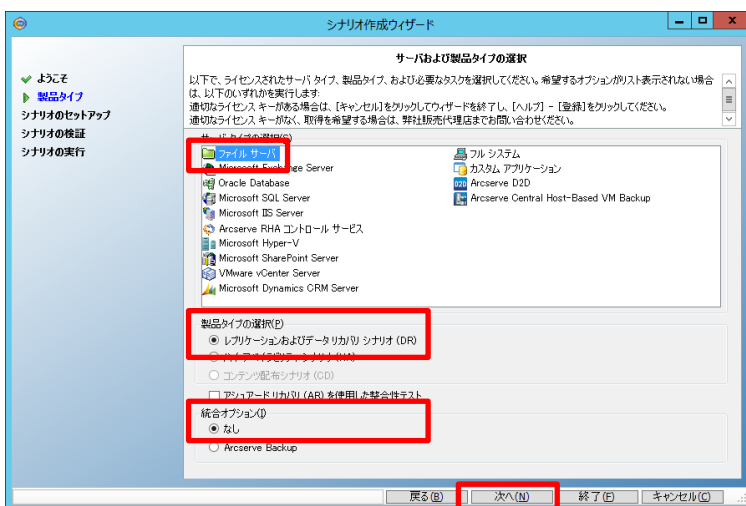 シナリオ作成ウィザード
サーバおよび製品タイプの選択
ようこそ
製品タイプ
シナリオのセットアップ
シナリオの検証
シナリオの実行
以下で、ライセンスされたサーバ タイプ、製品タイプ、および必要なタスクを選択してください。希望するオプションがリスト表示されない場合
は、以下のいずれかを実行します:
適切なライセンス キーがある場合は、[キャンセル]をクリックしてウィザードを終了し、[ヘルプ] - [登録]をクリックしてください。
適切なライセンス キーがなく、取得を希望する場合は、弊社販売代理店までお問い合わせください。
サーバ タイプの選択(S)
ファイル サーバ
Microsoft Exchange Server
Oracle Database
Microsoft SQL Server
Microsoft IIS Server
Arcserve RHA コントロール サービス
Microsoft Hyper-V
Microsoft SharePoint Server
VMware vCenter Server
Microsoft Dynamics CRM Server
フル システム
カスタム アプリケーション
Arcserve D2D
Arcserve Central Host-Based VM Backup
製品タイプの選択(P)
レプリケーションおよびデータ リカバリ シナリオ (DR)
コンテンツ配布シナリオ (CD)
アシュアード リカバリ (AR) を使用した整合性テスト
統合オプション(I)
なし
Arcserve Backup
戻る(B) 次へ(N) 終了(F) キャンセル(C)